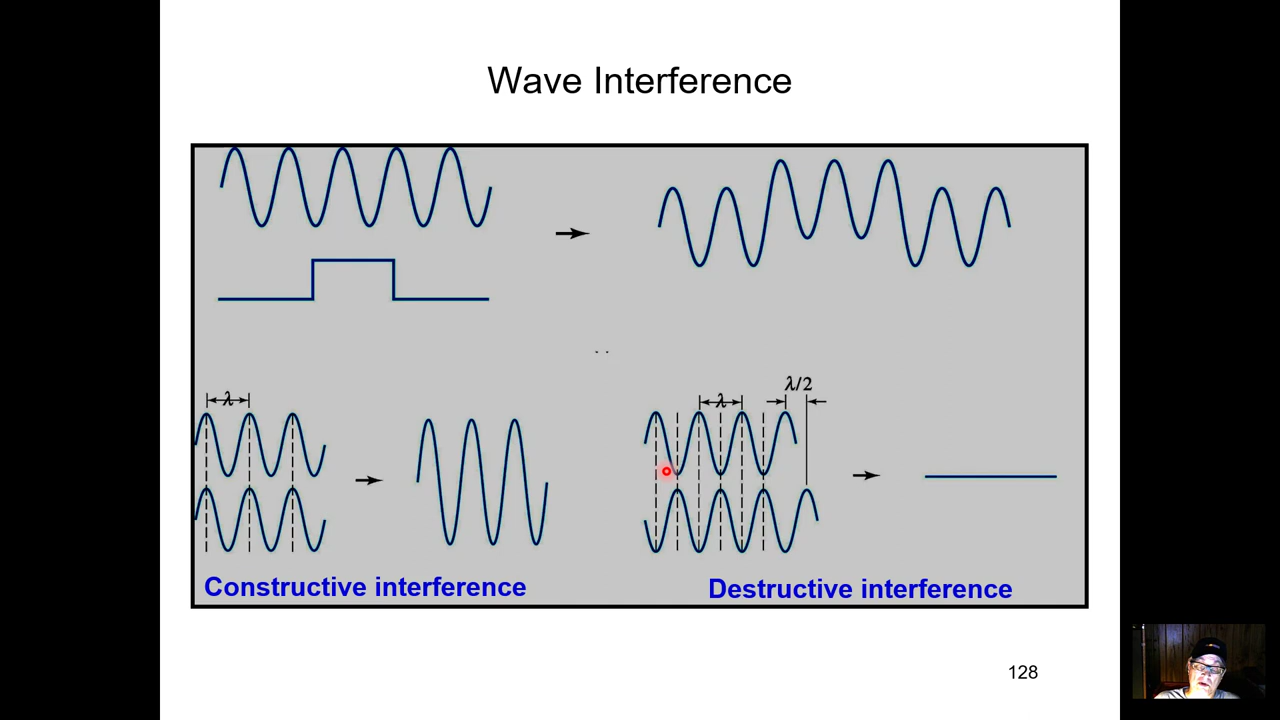 Wave Interference
λ
λ
λ/2
Constructive interference
Destructive interference
128